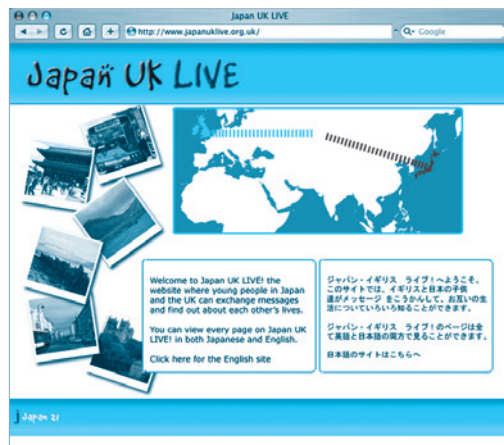 Japan UK LIVE
http://www.japanuklive.org.uk/
Google
Japan UK LIVE
Welcome to Japan UK LIVE! the
website where young people in Japan
and the UK can exchange messages
and find out about each other's lives.
You can view every page on Japan UK
LIVE! in both Japanese and English.
Click here for the English site
ジャパン・イギリス ライブ！へようこそ。
このサイトでは、イギリスと日本の子供
達がメッセージ をこうかんして、お互いの生
活についていろいろ知ることができます。
ジャパン・イギリス ライブ！のページは全
て英語と日本語の両方で見ることができます。
日本語のサイトはこちらへ
j Japan 21